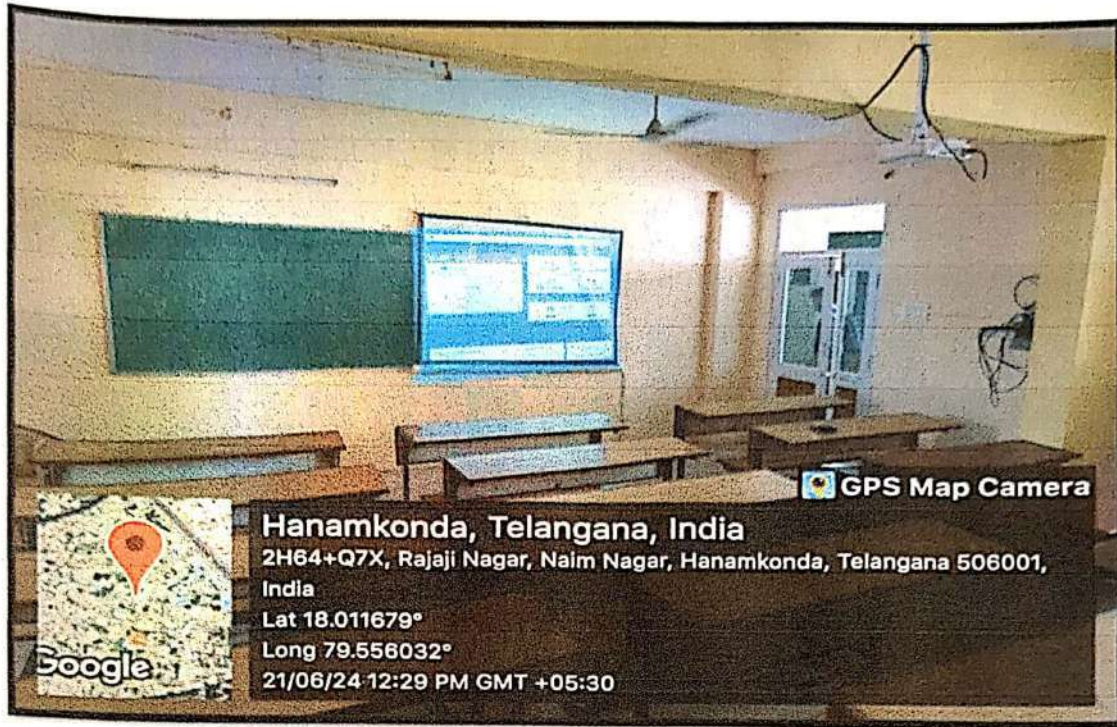 GPS Map Camera
Hanamkonda, Telangana, India
2H64+Q7X, Rajaji Nagar, Naim Nagar, Hanamkonda, Telangana 506001,
India
Lat 18.011679°
Long 79.556032°
21/06/24 12:29 PM GMT +05:30
Google